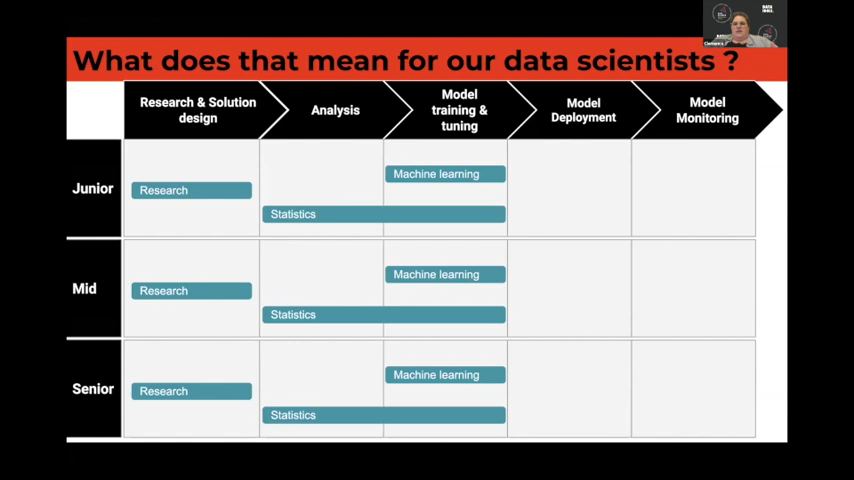 DATA
What does that mean for our data scientists ?
Research & Solution
design
Analysis
Model
training &
tuning
Model
Deployment
Model
Monitoring
Junior
Machine learning
Research
Statistics
Mid
Machine learning
Research
Statistics
Senior
Machine learning
Research
Statistics